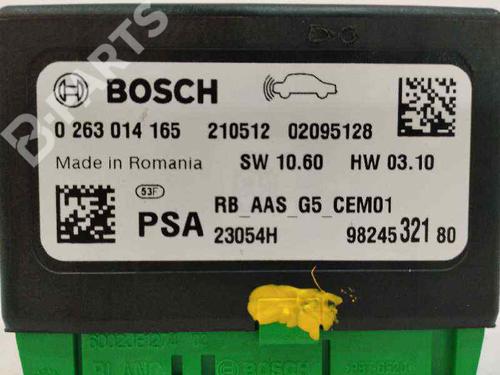 B-PARTS
BOSCH
0 263 014 165 210512 02095128
Made in Romania SW 10.60 HW 03.10
53F
PSA RB_AAS_G5_CEM01
23054H 98245 321 80
BOSCH